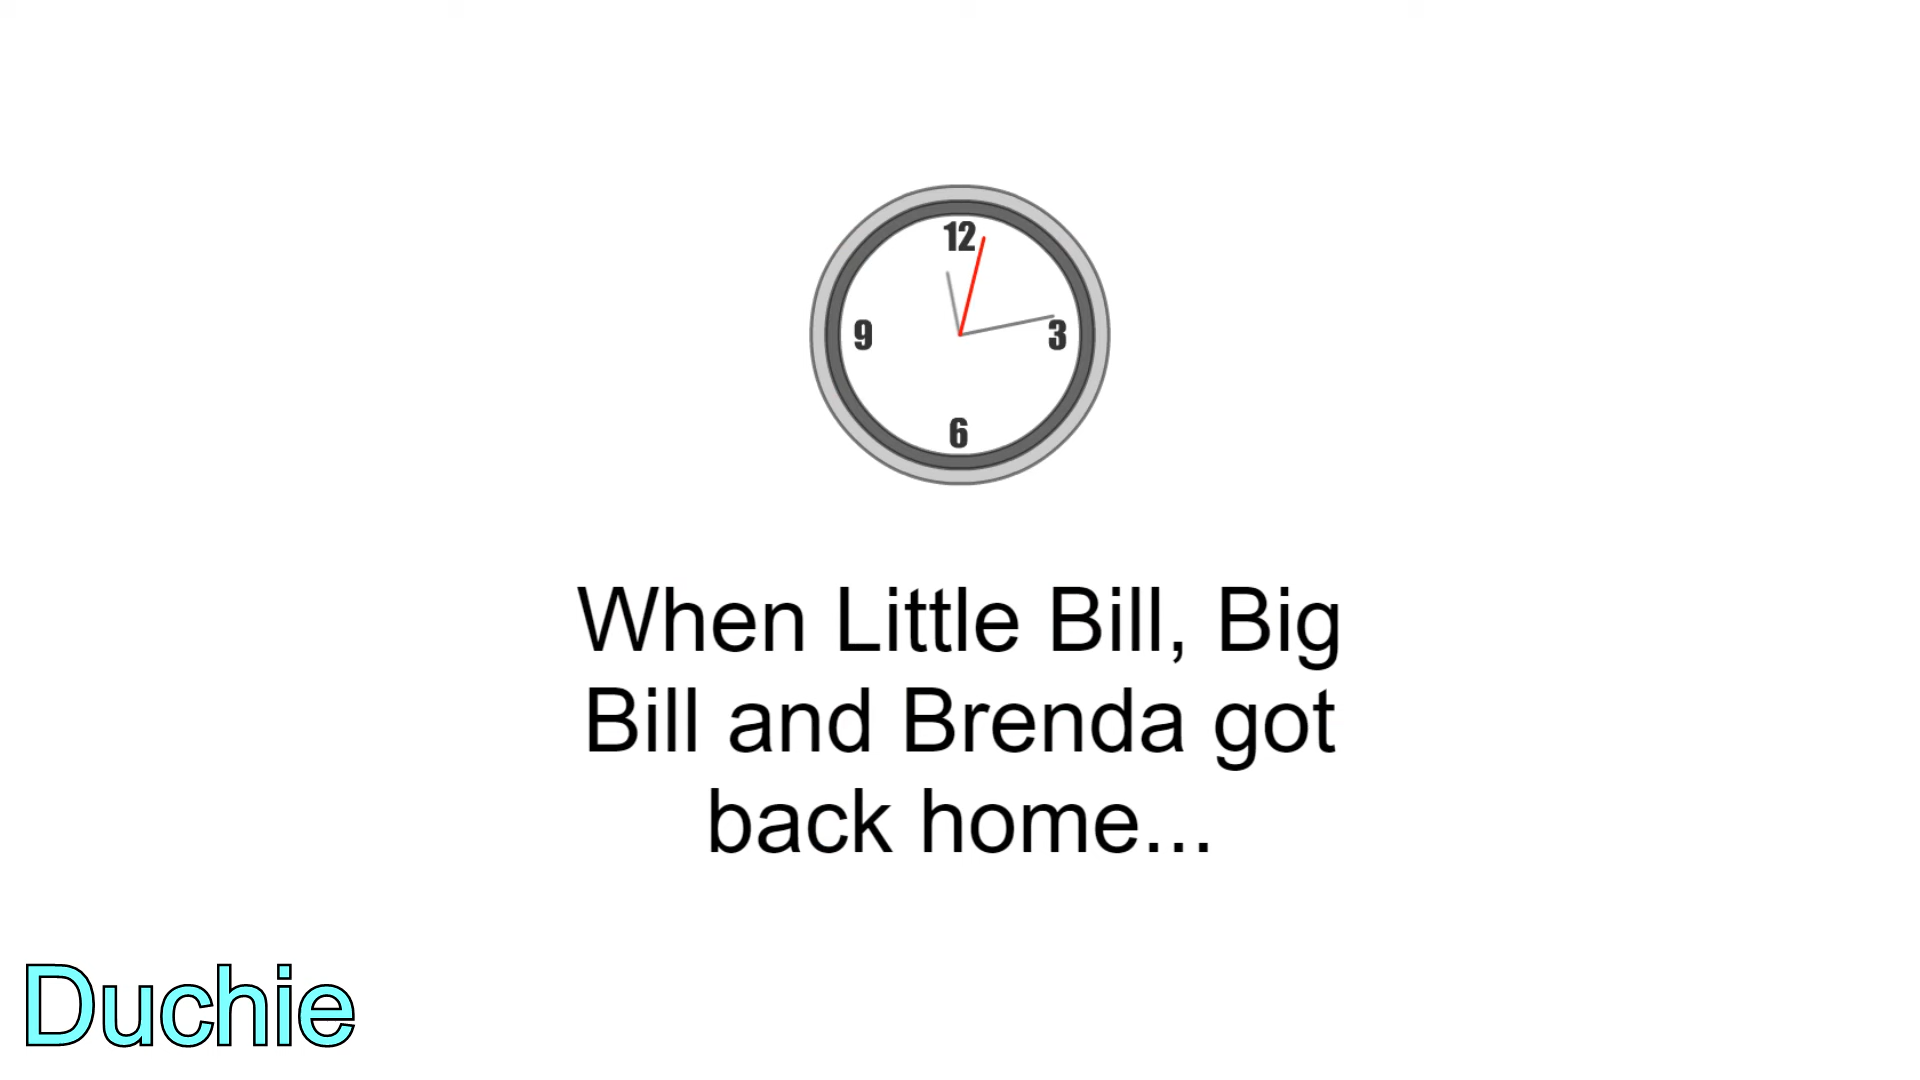 12
9
3
6
When Little Bill, Big
Bill and Brenda got
back home...
Duchie